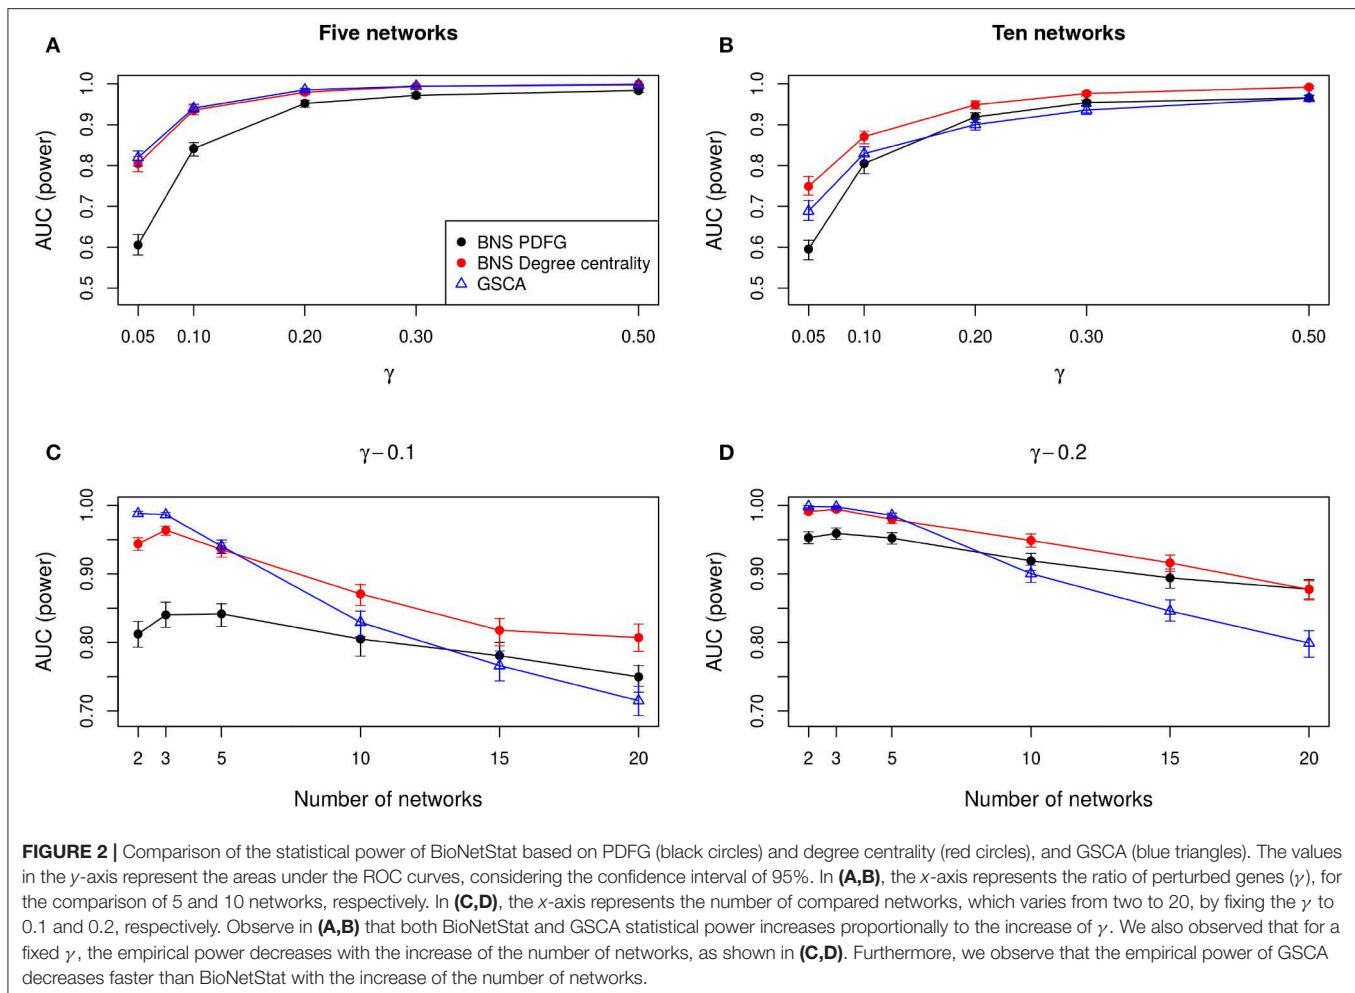 A
Five networks
AUC (power)
1.0
0.9
0.8
0.7
0.6
0.5
BNS PDFG
BNS Degree centrality
GSCA
0.05 0.10 0.20 0.30 0.50
γ
B
Ten networks
AUC (power)
1.0
0.9
0.8
0.7
0.6
0.5
0.05 0.10 0.20 0.30 0.50
γ
C
γ−0.1
AUC (power)
1.00
0.90
0.80
0.70
2 3 5 10 15 20
Number of networks
D
γ−0.2
AUC (power)
1.00
0.90
0.80
0.70
2 3 5 10 15 20
Number of networks
FIGURE 2 | Comparison of the statistical power of BioNetStat based on PDFG (black circles) and degree centrality (red circles), and GSCA (blue triangles). The values
in the y-axis represent the areas under the ROC curves, considering the confidence interval of 95%. In (A,B), the x-axis represents the ratio of perturbed genes (γ), for
the comparison of 5 and 10 networks, respectively. In (C,D), the x-axis represents the number of compared networks, which varies from two to 20, by fixing the γ to
0.1 and 0.2, respectively. Observe in (A,B) that both BioNetStat and GSCA statistical power increases proportionally to the increase of γ. We also observed that for a
fixed γ, the empirical power decreases with the increase of the number of networks, as shown in (C,D). Furthermore, we observe that the empirical power of GSCA
decreases faster than BioNetStat with the increase of the number of networks.